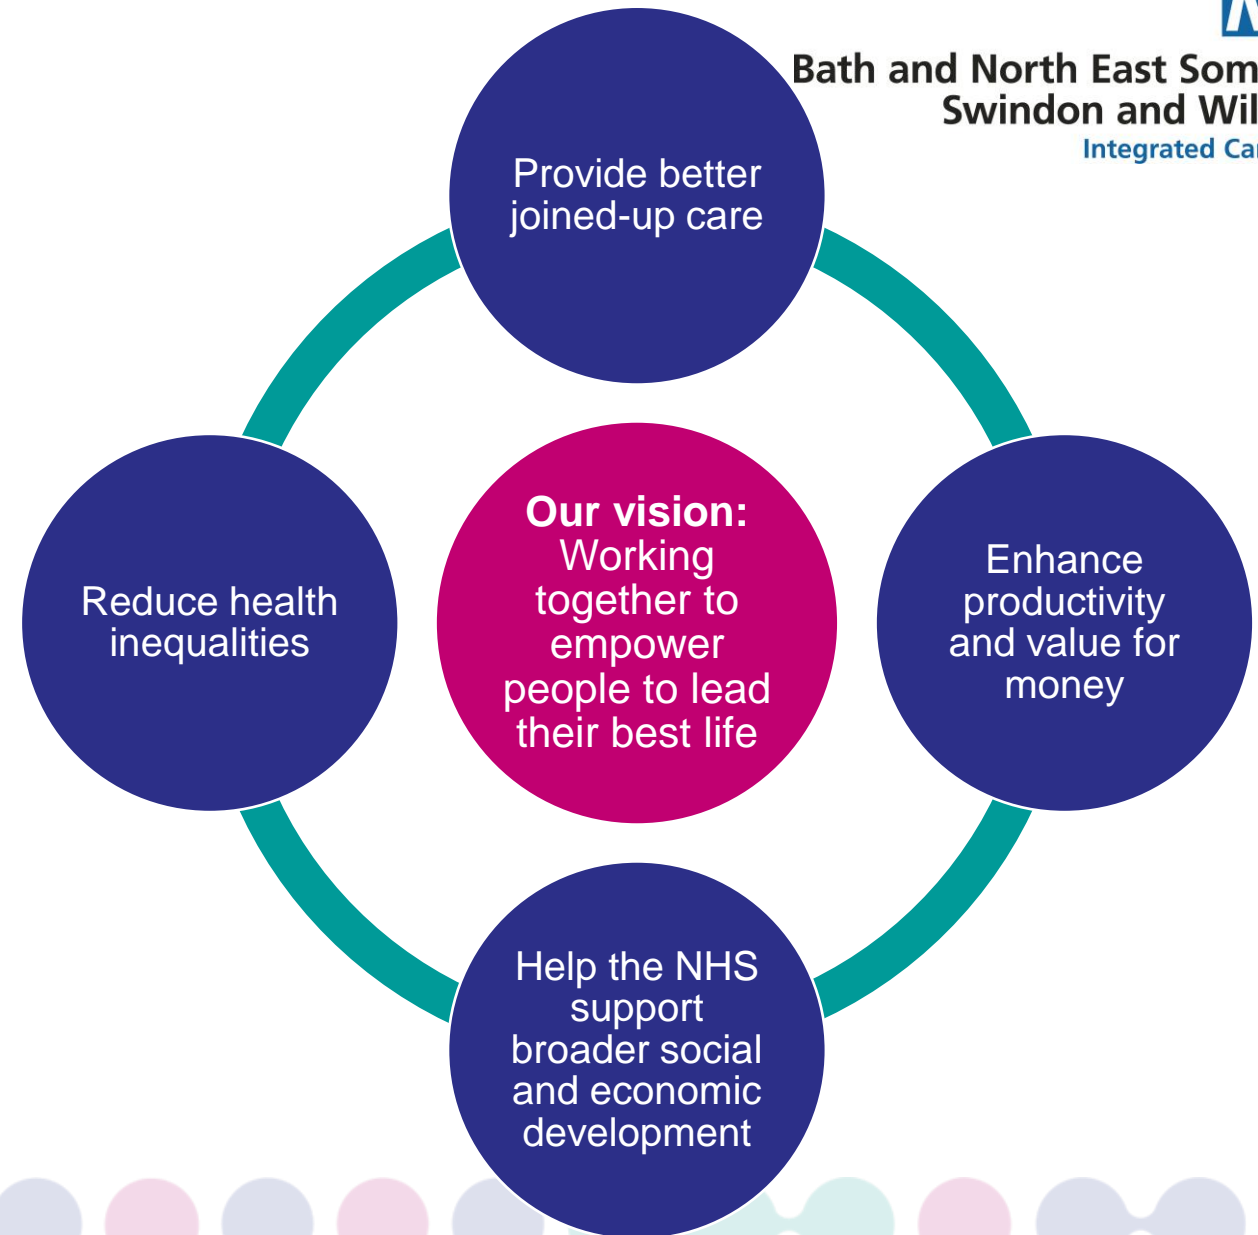 Bath and North East Som
Swindon and Wil
Integrated Car
Provide better
joined-up care
Our vision:
Working
together to
empower
people to lead
their best life
Reduce health
inequalities
Enhance
productivity
and value for
money
Help the NHS
support
broader social
and economic
development